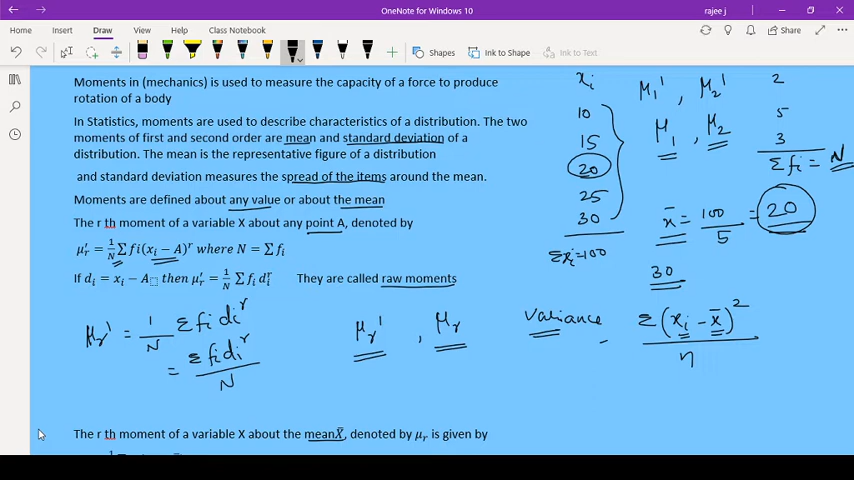 OneNote for Windows 10
rajee j
Home
Insert
Draw
View
Help
Class Notebook
Share
Shapes
Ink to Shape
Ink to Text
Moments in (mechanics) is used to measure the capacity of a force to produce
rotation of a body
In Statistics, moments are used to describe characteristics of a distribution. The two
moments of first and second order are mean and standard deviation of a
distribution. The mean is the representative figure of a distribution
and standard deviation measures the spread of the items around the mean.
Moments are defined about any value or about the mean
The r th moment of a variable X about any point A, denoted by
μ′ᵣ = 1/N ∑ fi(xᵢ − A)ʳ where N = ∑ fᵢ
If dᵢ = xᵢ − A then μ′ᵣ = 1/N ∑ fᵢ dᵢʳ They are called raw moments
xᵢ
10
15
20
25
30
Σxᵢ=100
μ₁' , μ₂'
μ₁ , μ₂
2
5
3
Σfᵢ = N
x̄ = 100/5 = 20
30
μᵣ' = 1/N Σfᵢdᵢʳ
= Σfᵢdᵢʳ/N
μᵣ' , μᵣ
Variance
Σ(xᵢ − x̄)²
n
The r th moment of a variable X about the meanX̄, denoted by μᵣ is given by